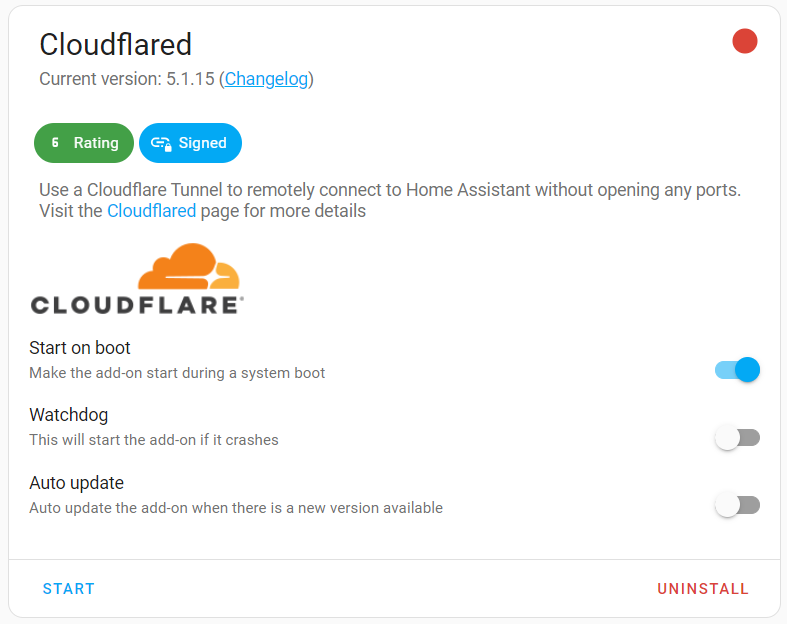 Cloudflared
Current version: 5.1.15 (Changelog)
6 Rating
Signed
Use a Cloudflare Tunnel to remotely connect to Home Assistant without opening any ports.
Visit the Cloudflared page for more details
CLOUDFLARE
Start on boot
Make the add-on start during a system boot
Watchdog
This will start the add-on if it crashes
Auto update
Auto update the add-on when there is a new version available
START
UNINSTALL